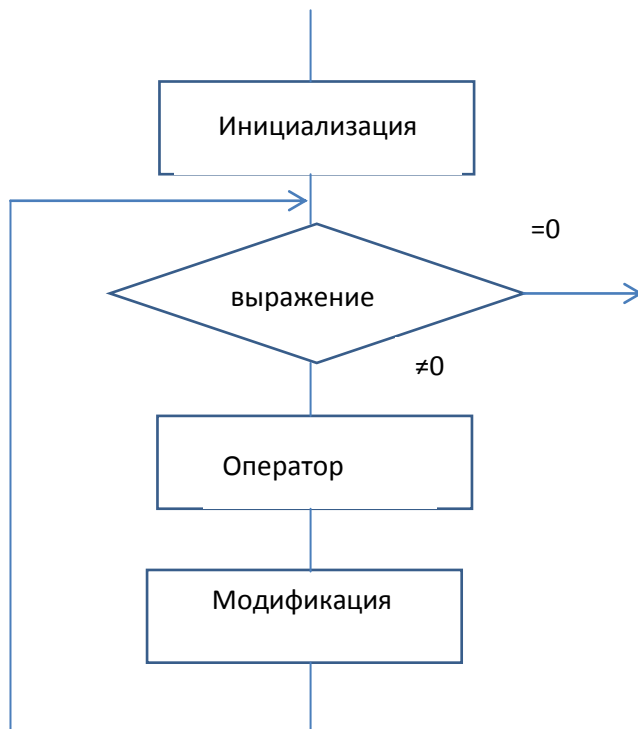 Инициализация
=0
выражение
≠0
Оператор
Модификация